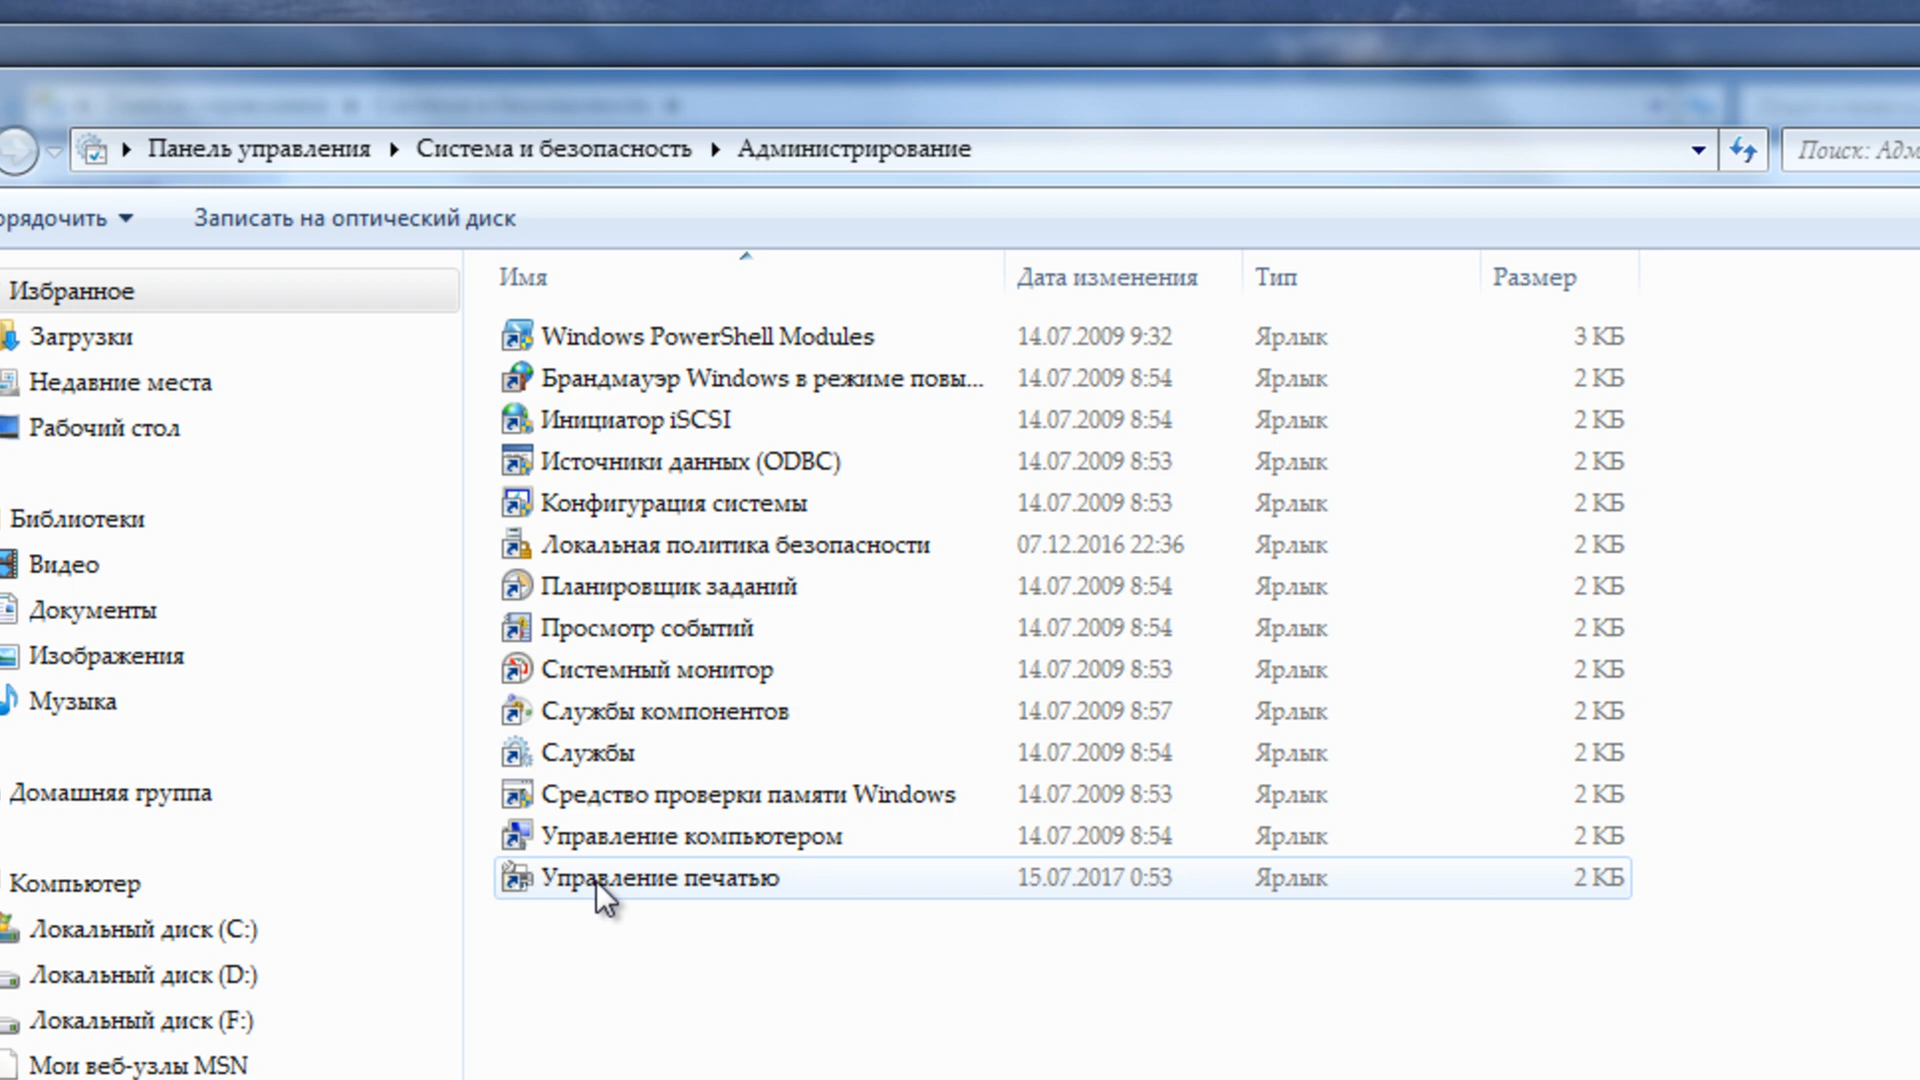 Панель управления Система и безопасность Администрирование
Поиск:
Записать на оптический диск
Имя Дата изменения Тип Размер
Избранное
Загрузки
Недавние места
Рабочий стол
Библиотеки
Видео
Документы
Изображения
Музыка
Домашняя группа
Компьютер
Локальный диск (C:)
Локальный диск (D:)
Локальный диск (F:)
Мои веб-узлы MSN
Windows PowerShell Modules 14.07.2009 9:32 Ярлык 3 КБ
Брандмауэр Windows в режиме повы... 14.07.2009 8:54 Ярлык 2 КБ
Инициатор iSCSI 14.07.2009 8:54 Ярлык 2 КБ
Источники данных (ODBC) 14.07.2009 8:53 Ярлык 2 КБ
Конфигурация системы 14.07.2009 8:53 Ярлык 2 КБ
Локальная политика безопасности 07.12.2016 22:36 Ярлык 2 КБ
Планировщик заданий 14.07.2009 8:54 Ярлык 2 КБ
Просмотр событий 14.07.2009 8:54 Ярлык 2 КБ
Системный монитор 14.07.2009 8:53 Ярлык 2 КБ
Службы компонентов 14.07.2009 8:57 Ярлык 2 КБ
Службы 14.07.2009 8:54 Ярлык 2 КБ
Средство проверки памяти Windows 14.07.2009 8:53 Ярлык 2 КБ
Управление компьютером 14.07.2009 8:54 Ярлык 2 КБ
Управление печатью 15.07.2017 0:53 Ярлык 2 КБ